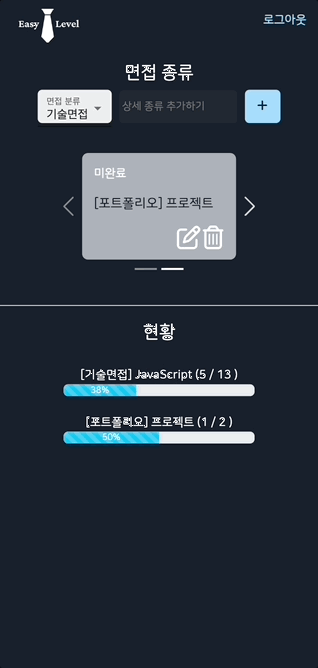 Easy Level
로그아웃
면접 종류
면접 분류
기술면접
상세 종류 추가하기
+
미완료
[포트폴리오] 프로젝트
현황
[기술면접] JavaScript (5 / 13 )
38%
[포트폴리오] 프로젝트 (1 / 2 )
50%